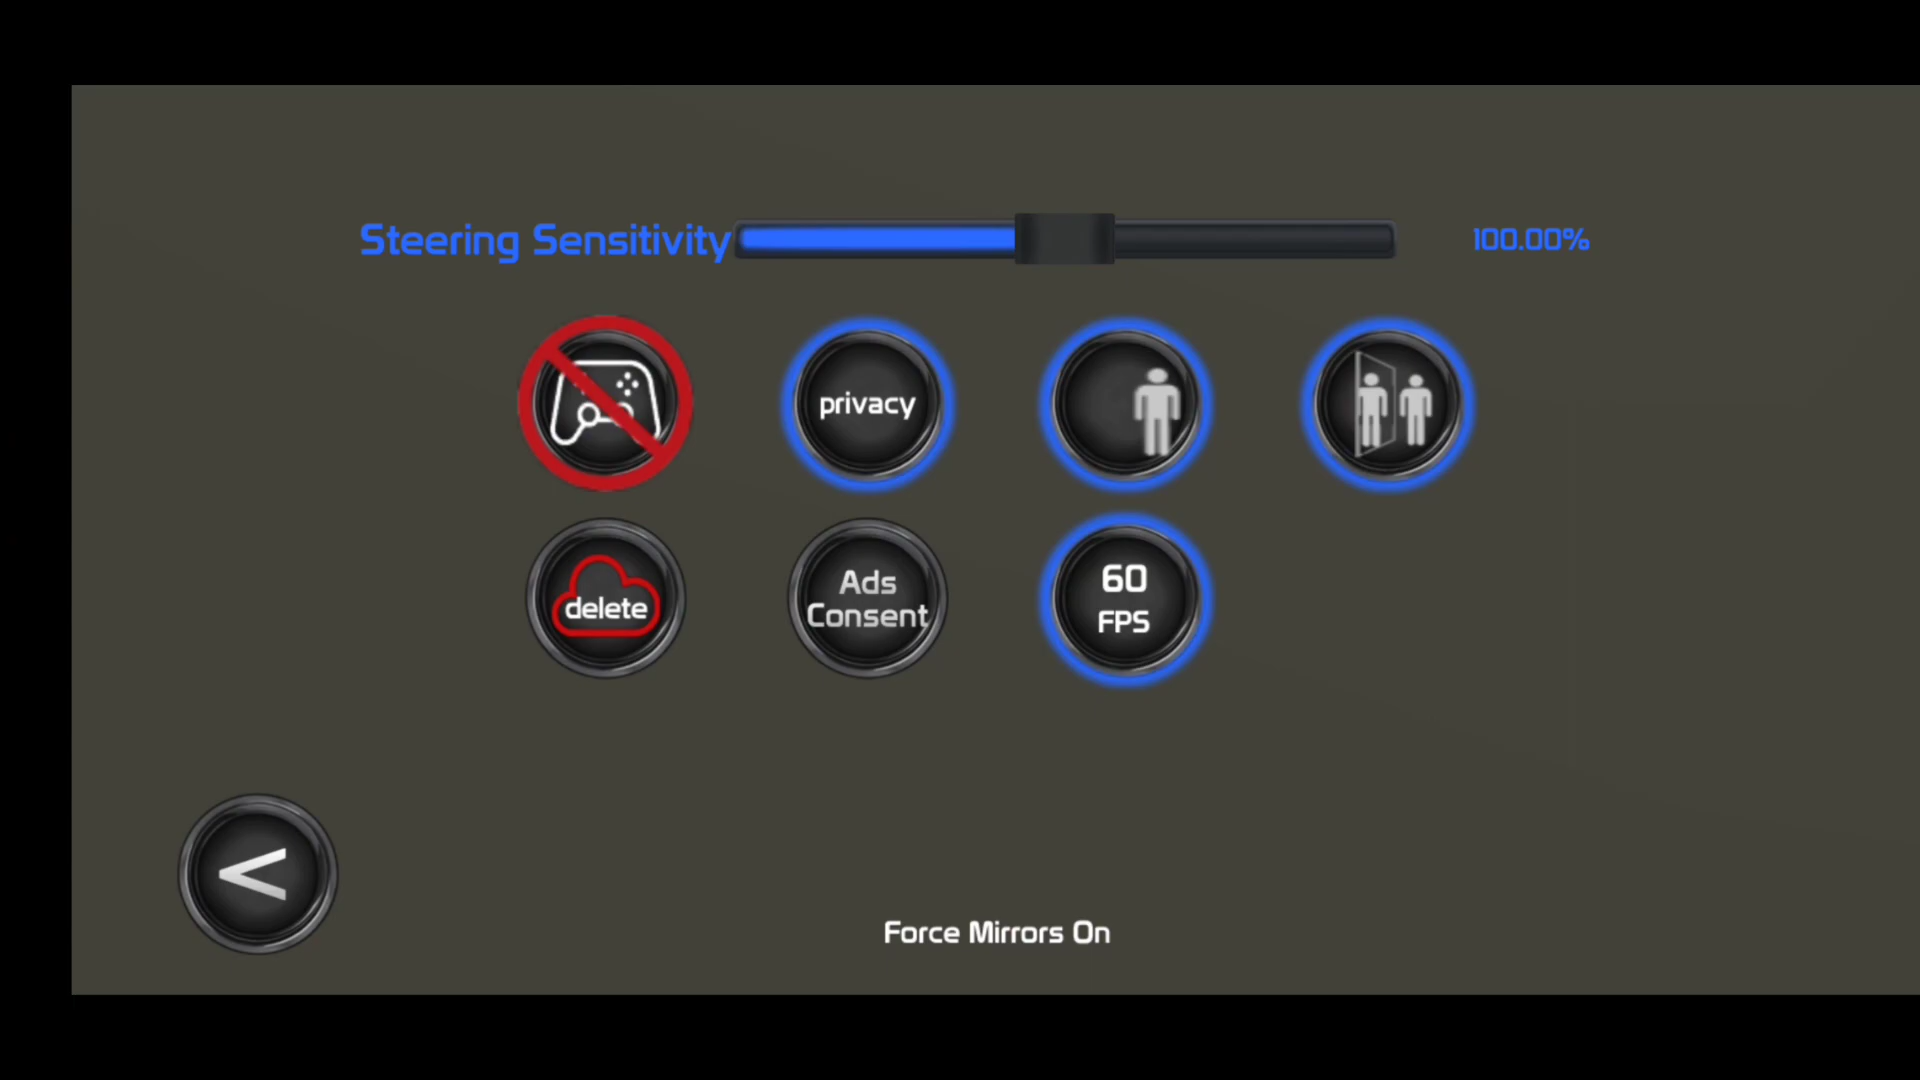 Steering Sensitivity 100.00%
privacy
delete
Ads
Consent
60
FPS
<
Force Mirrors On